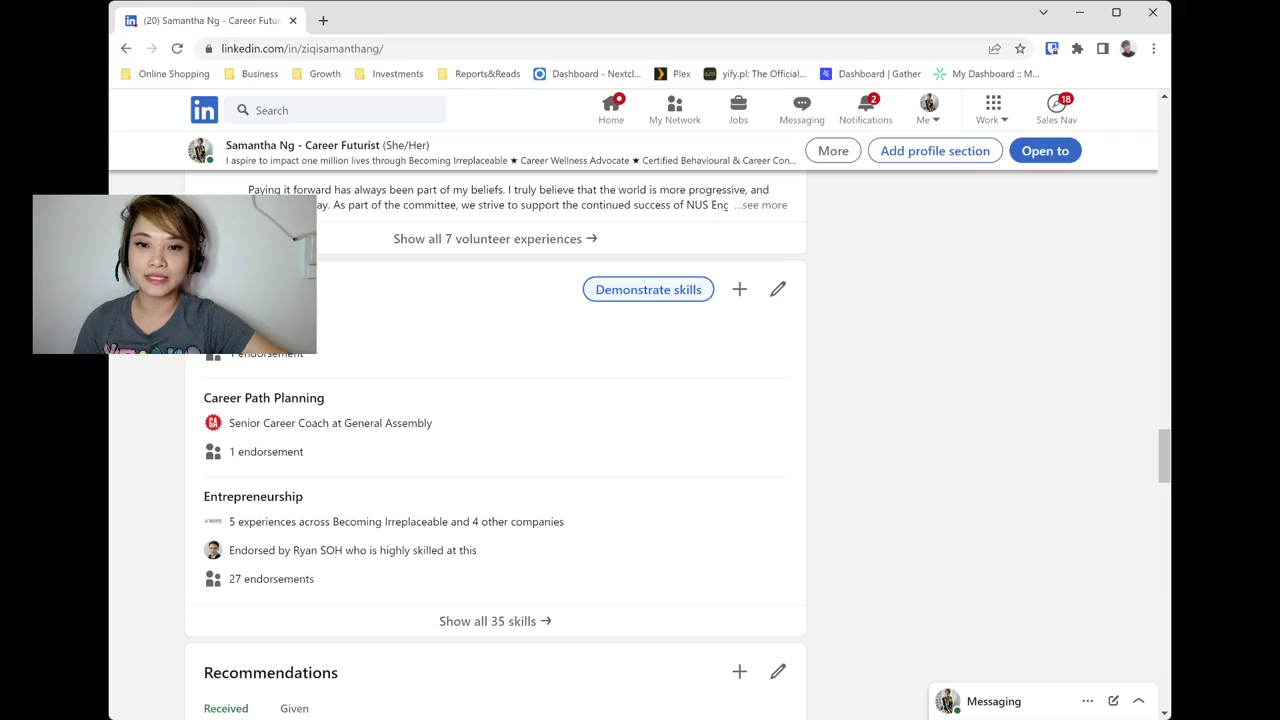 (20) Samantha Ng - Career Futur
linkedin.com/in/ziqisamanthang/
Online Shopping
Business
Growth
Investments
Reports&Reads
Dashboard - Nextcl...
Plex
yify.pl: The Official...
Dashboard | Gather
My Dashboard :: M...
in
Search
Home
My Network
Jobs
Messaging
2
Notifications
Me
Work
18
Sales Nav
Samantha Ng - Career Futurist (She/Her)
I aspire to impact one million lives through Becoming Irreplaceable ★ Career Wellness Advocate ★ Certified Behavioural & Career Con...
More
Add profile section
Open to
Paying it forward has always been part of my beliefs. I truly believe that the world is more progressive, and
ay. As part of the committee, we strive to support the continued success of NUS Eng ...see more
Show all 7 volunteer experiences →
Demonstrate skills
1 endorsement
Career Path Planning
GA
Senior Career Coach at General Assembly
1 endorsement
Entrepreneurship
5 experiences across Becoming Irreplaceable and 4 other companies
Endorsed by Ryan SOH who is highly skilled at this
27 endorsements
Show all 35 skills →
Recommendations
Received
Given
Messaging